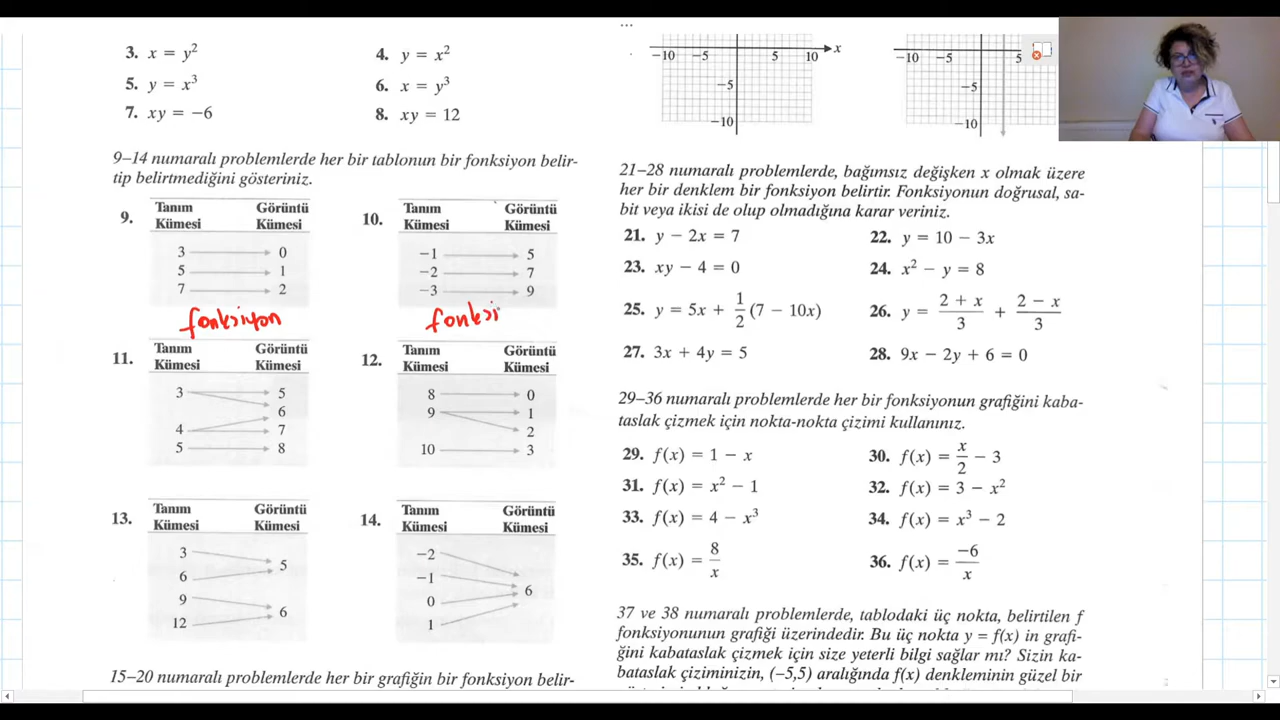 3. x = y²
4. y = x²
5. y = x³
6. x = y³
7. xy = −6
8. xy = 12
9–14 numaralı problemlerde her bir tablonun bir fonksiyon belir-
tip belirtmediğini gösteriniz.
9.
Tanım Görüntü
Kümesi Kümesi
3 0
5 1
7 2
fonksiyon
10.
Tanım Görüntü
Kümesi Kümesi
−1 5
−2 7
−3 9
fonksi
11.
Tanım Görüntü
Kümesi Kümesi
3 5
6
4 7
5 8
12.
Tanım Görüntü
Kümesi Kümesi
8 0
9 1
2
10 3
13.
Tanım Görüntü
Kümesi Kümesi
3
5
6
9
6
12
14.
Tanım Görüntü
Kümesi Kümesi
−2
−1
6
0
1
15–20 numaralı problemlerde her bir grafiğin bir fonksiyon belir-
...
−10 −5 5 10 x
−5
−10
−10 −5 5
−5
−10
21–28 numaralı problemlerde, bağımsız değişken x olmak üzere
her bir denklem bir fonksiyon belirtir. Fonksiyonun doğrusal, sa-
bit veya ikisi de olup olmadığına karar veriniz.
21. y − 2x = 7
22. y = 10 − 3x
23. xy − 4 = 0
24. x² − y = 8
25. y = 5x + 1/2 (7 − 10x)
26. y = 2 + x/3 + 2 − x/3
27. 3x + 4y = 5
28. 9x − 2y + 6 = 0
29–36 numaralı problemlerde her bir fonksiyonun grafiğini kaba-
taslak çizmek için nokta-nokta çizimi kullanınız.
29. f(x) = 1 − x
30. f(x) = x/2 − 3
31. f(x) = x² − 1
32. f(x) = 3 − x²
33. f(x) = 4 − x³
34. f(x) = x³ − 2
35. f(x) = 8/x
36. f(x) = −6/x
37 ve 38 numaralı problemlerde, tablodaki üç nokta, belirtilen f
fonksiyonunun grafiği üzerindedir. Bu üç nokta y = f(x) in grafi-
ğini kabataslak çizmek için size yeterli bilgi sağlar mı? Sizin ka-
bataslak çiziminizin, (−5,5) aralığında f(x) denkleminin güzel bir